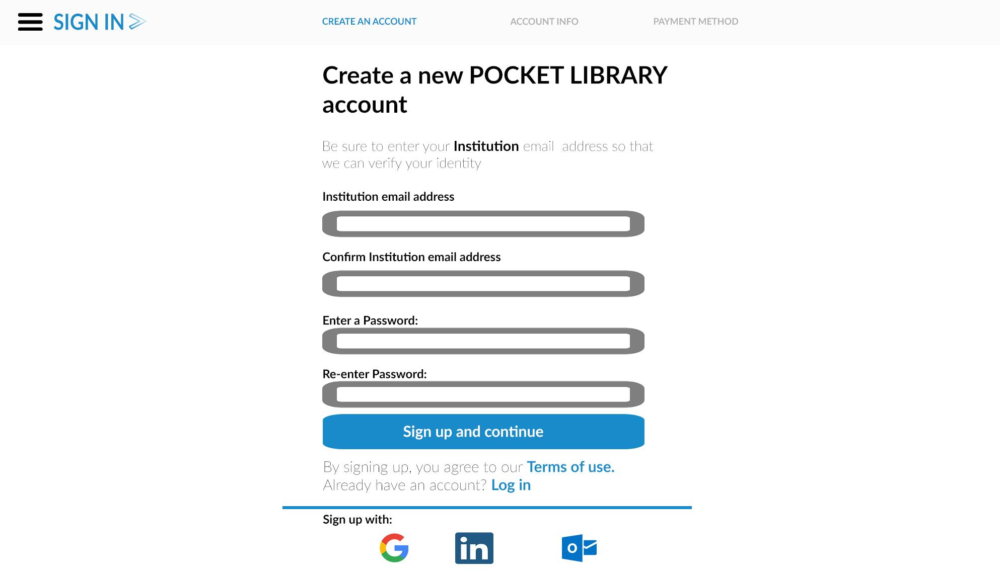 SIGN IN
CREATE AN ACCOUNT
ACCOUNT INFO
PAYMENT METHOD
Create a new POCKET LIBRARY
account
Be sure to enter your Institution email  address so that
we can verify your identity
Institution email address
Confirm Institution email address
Enter a Password:
Re-enter Password:
Sign up and continue
By signing up, you agree to our Terms of use.
Already have an account? Log in
Sign up with:
G
in
o